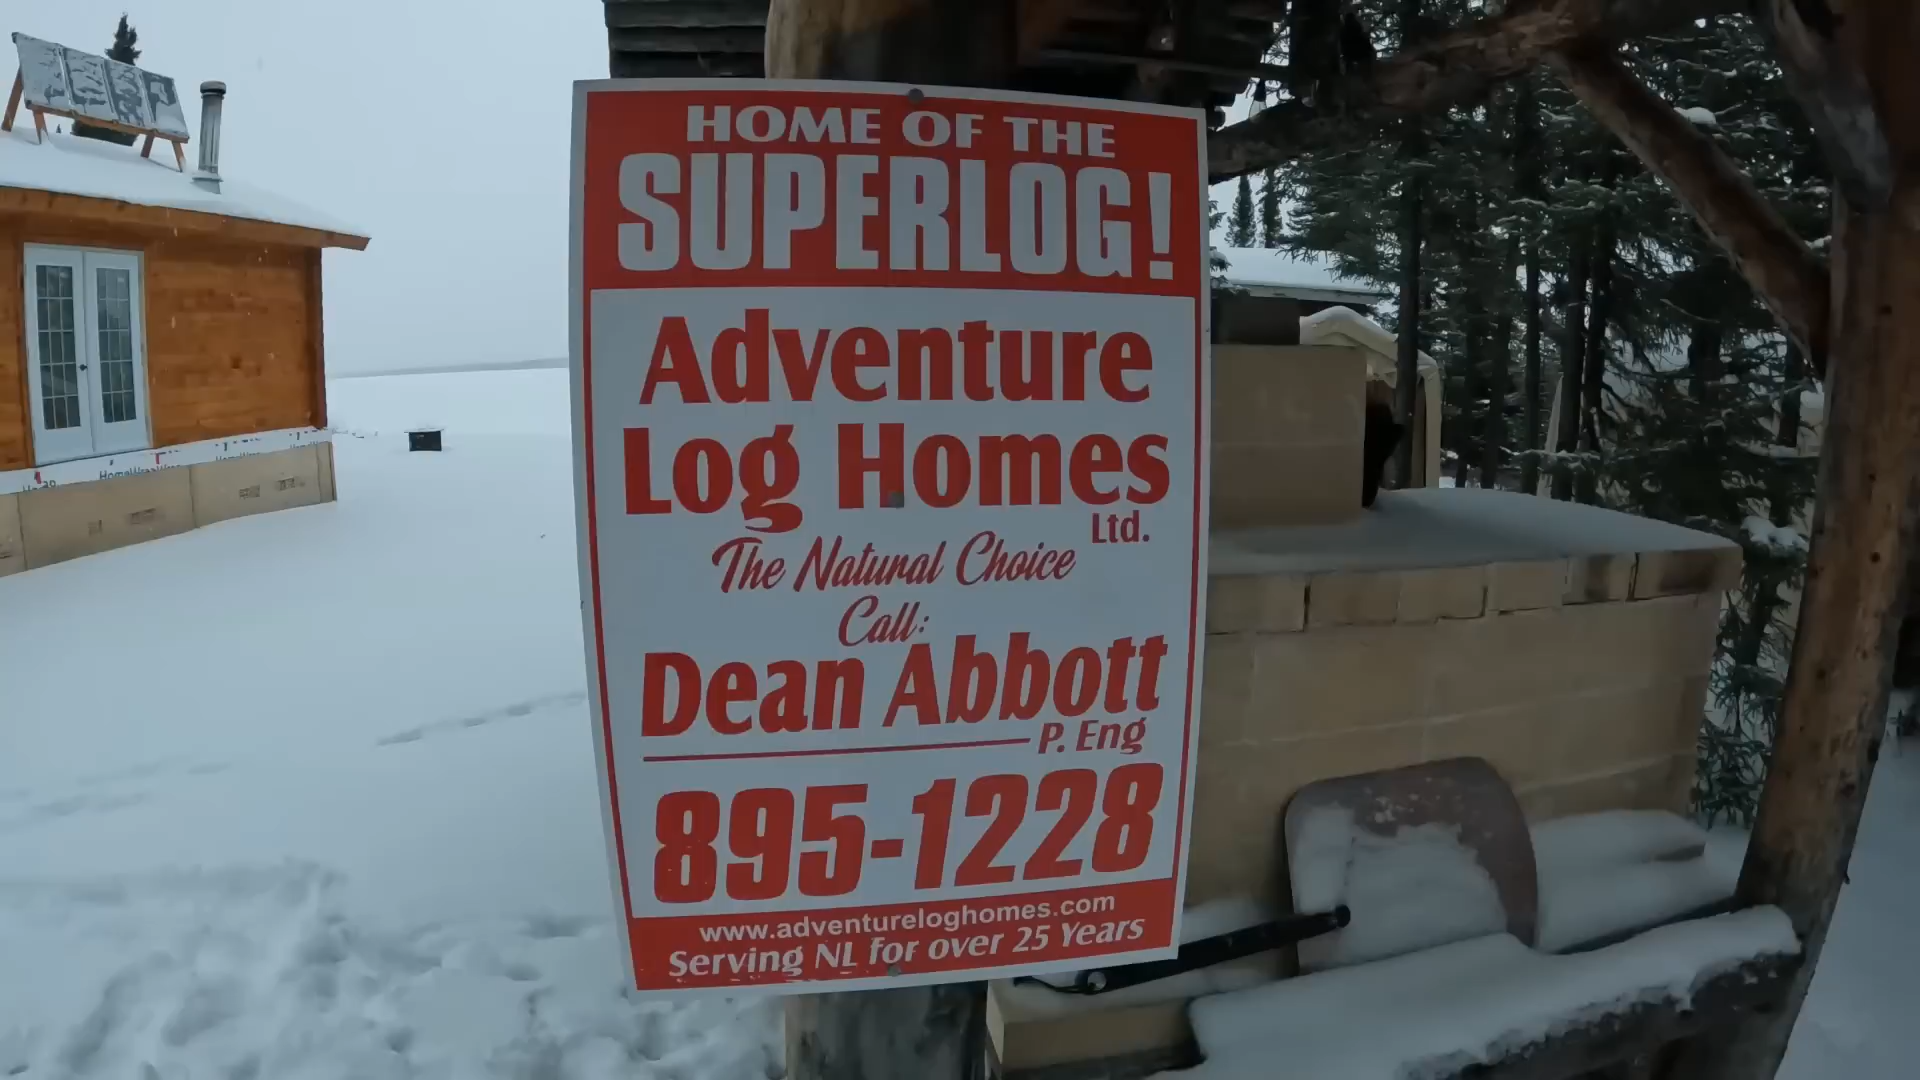 HOME OF THE
SUPERLOG!
Adventure
Log Homes
Ltd.
The Natural Choice
Call:
Dean Abbott
P. Eng
895-1228
www.adventureloghomes.com
Serving NL for over 25 Years